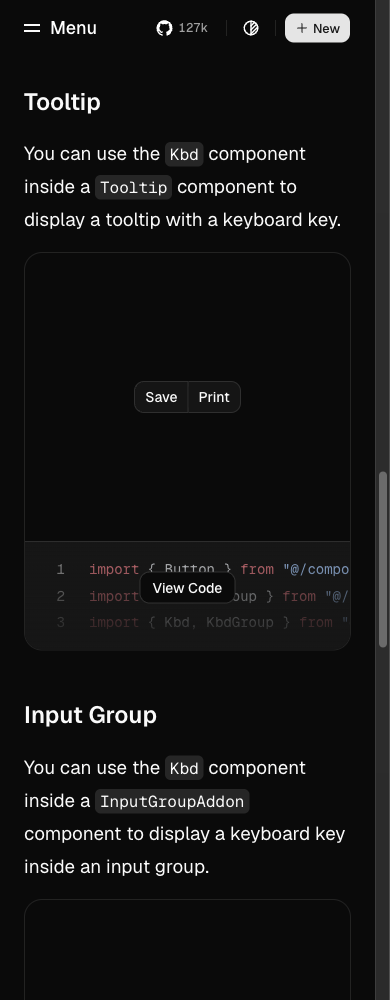 Menu 127k + New
Tooltip
You can use the Kbd component
inside a Tooltip component to
display a tooltip with a keyboard key.
Save Print
1 import { Button } from "@/compo
2 import oup } from "@/
View Code
3 import { Kbd, KbdGroup } from "
Input Group
You can use the Kbd component
inside a InputGroupAddon
component to display a keyboard key
inside an input group.